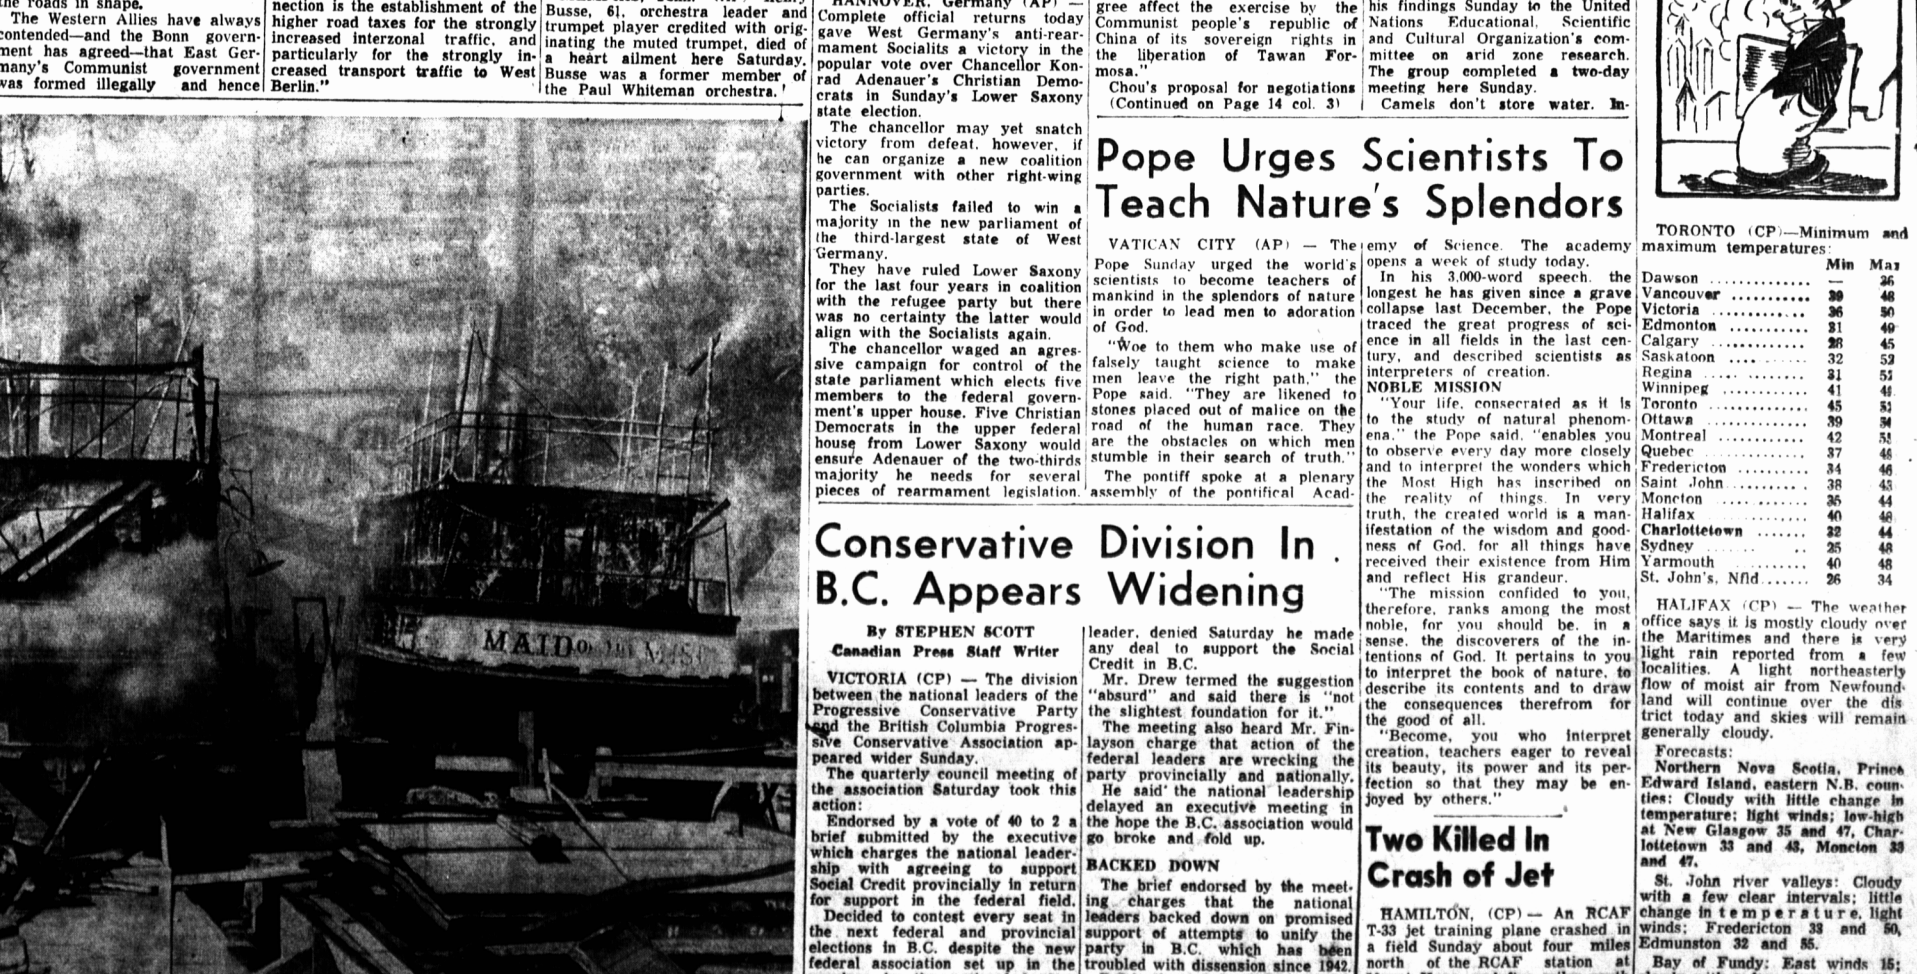 the roads in shape.
The Western Allies have always
contended—and the Bonn govern-
ment has agreed—that East Ger-
many's Communist government
was formed illegally and hence
nection is the establishment of the
higher road taxes for the strongly
increased interzonal traffic, and
particularly for the strongly in-
creased transport traffic to West
Berlin."
Busse, 61, orchestra leader and
trumpet player credited with orig-
inating the muted trumpet, died of
a heart ailment here Saturday.
Busse was a former member of
the Paul Whiteman orchestra.
MAID OF THE MIST
HANNOVER, Germany (AP) —
Complete official returns today
gave West Germany's anti-rear-
mament Socialits a victory in the
popular vote over Chancellor Kon-
rad Adenauer's Christian Demo-
crats in Sunday's Lower Saxony
state election.
The chancellor may yet snatch
victory from defeat, however, if
he can organize a new coalition
government with other right-wing
parties.
The Socialists failed to win a
majority in the new parliament of
the third-largest state of West
Germany.
They have ruled Lower Saxony
for the last four years in coalition
with the refugee party but there
was no certainty the latter would
align with the Socialists again.
The chancellor waged an agres-
sive campaign for control of the
state parliament which elects five
members to the federal govern-
ment's upper house. Five Christian
Democrats in the upper federal
house from Lower Saxony would
ensure Adenauer of the two-thirds
majority he needs for several
pieces of rearmament legislation.
gree affect the exercise by the
Communist people's republic of
China of its sovereign rights in
the liberation of Tawan For-
mosa."
Chou's proposal for negotiations
(Continued on Page 14 col. 3)
his findings Sunday to the United
Nations Educational, Scientific
and Cultural Organization's com-
mittee on arid zone research.
The group completed a two-day
meeting here Sunday.
Camels don't store water. In-
Pope Urges Scientists To
Teach Nature's Splendors
VATICAN CITY (AP) — The
Pope Sunday urged the world's
scientists to become teachers of
mankind in the splendors of nature
in order to lead men to adoration
of God.
"Woe to them who make use of
falsely taught science to make
men leave the right path," the
Pope said. "They are likened to
stones placed out of malice on the
road of the human race. They
are the obstacles on which men
stumble in their search of truth."
The pontiff spoke at a plenary
assembly of the pontifical Acad-
emy of Science. The academy
opens a week of study today.
In his 3,000-word speech, the
longest he has given since a grave
collapse last December, the Pope
traced the great progress of sci-
ence in all fields in the last cen-
tury, and described scientists as
interpreters of creation.
NOBLE MISSION
"Your life, consecrated as it is
to the study of natural phenom-
ena," the Pope said, "enables you
to observe every day more closely
and to interpret the wonders which
the Most High has inscribed on
the reality of things. In very
truth, the created world is a man-
ifestation of the wisdom and good-
ness of God, for all things have
received their existence from Him
and reflect His grandeur.
"The mission confided to you,
therefore, ranks among the most
noble, for you should be, in a
sense, the discoverers of the in-
tentions of God. It pertains to you
to interpret the book of nature, to
describe its contents and to draw
the consequences therefrom for
the good of all.
"Become, you who interpret
creation, teachers eager to reveal
its beauty, its power and its per-
fection so that they may be en-
joyed by others."
Conservative Division In
B.C. Appears Widening
By STEPHEN SCOTT
Canadian Press Staff Writer
VICTORIA (CP) — The division
between the national leaders of the
Progressive Conservative Party
and the British Columbia Progres-
sive Conservative Association ap-
peared wider Sunday.
The quarterly council meeting of
the association Saturday took this
action:
Endorsed by a vote of 40 to 2 a
brief submitted by the executive
which charges the national leader-
ship with agreeing to support
Social Credit provincially in return
for support in the federal field.
Decided to contest every seat in
the next federal and provincial
elections in B.C. despite the new
federal association set up in the
leader, denied Saturday he made
any deal to support the Social
Credit in B.C.
Mr. Drew termed the suggestion
"absurd" and said there is "not
the slightest foundation for it."
The meeting also heard Mr. Fin-
layson charge that action of the
federal leaders are wrecking the
party provincially and nationally.
He said the national leadership
delayed an executive meeting in
the hope the B.C. association would
go broke and fold up.
BACKED DOWN
The brief endorsed by the meet-
ing charges that the national
leaders backed down on promised
support of attempts to unify the
party in B.C. which has been
troubled with dissension since 1942.
Two Killed In
Crash of Jet
HAMILTON, (CP) — An RCAF
T-33 jet training plane crashed in
a field Sunday about four miles
north of the RCAF station at
TORONTO (CP)—Minimum and
maximum temperatures:
Min Max
Dawson — 36
Vancouver 39 48
Victoria 36 50
Edmonton 31 49
Calgary 28 45
Saskatoon 32 52
Regina 31
Winnipeg 41
Toronto 45
Ottawa 39
Montreal 42
Quebec 37 46
Fredericton 34 46
Saint John 38 43
Moncton 35 44
Halifax 40 48
Charlottetown 32 44
Sydney 25 48
Yarmouth 40 48
St. John's, Nfld 26 34
HALIFAX (CP) — The weather
office says it is mostly cloudy over
the Maritimes and there is very
light rain reported from a few
localities. A light northeasterly
flow of moist air from Newfound-
land will continue over the dis
trict today and skies will remain
generally cloudy.
Forecasts:
Northern Nova Scotia, Prince
Edward Island, eastern N.B. coun-
ties: Cloudy with little change in
temperature; light winds; low-high
at New Glasgow 35 and 47, Char-
lottetown 33 and 43, Moncton 33
and 47.
St. John river valleys: Cloudy
with a few clear intervals; little
change in temperature, light
winds; Fredericton 33 and 50,
Edmunston 32 and 55.
Bay of Fundy: East winds 15;